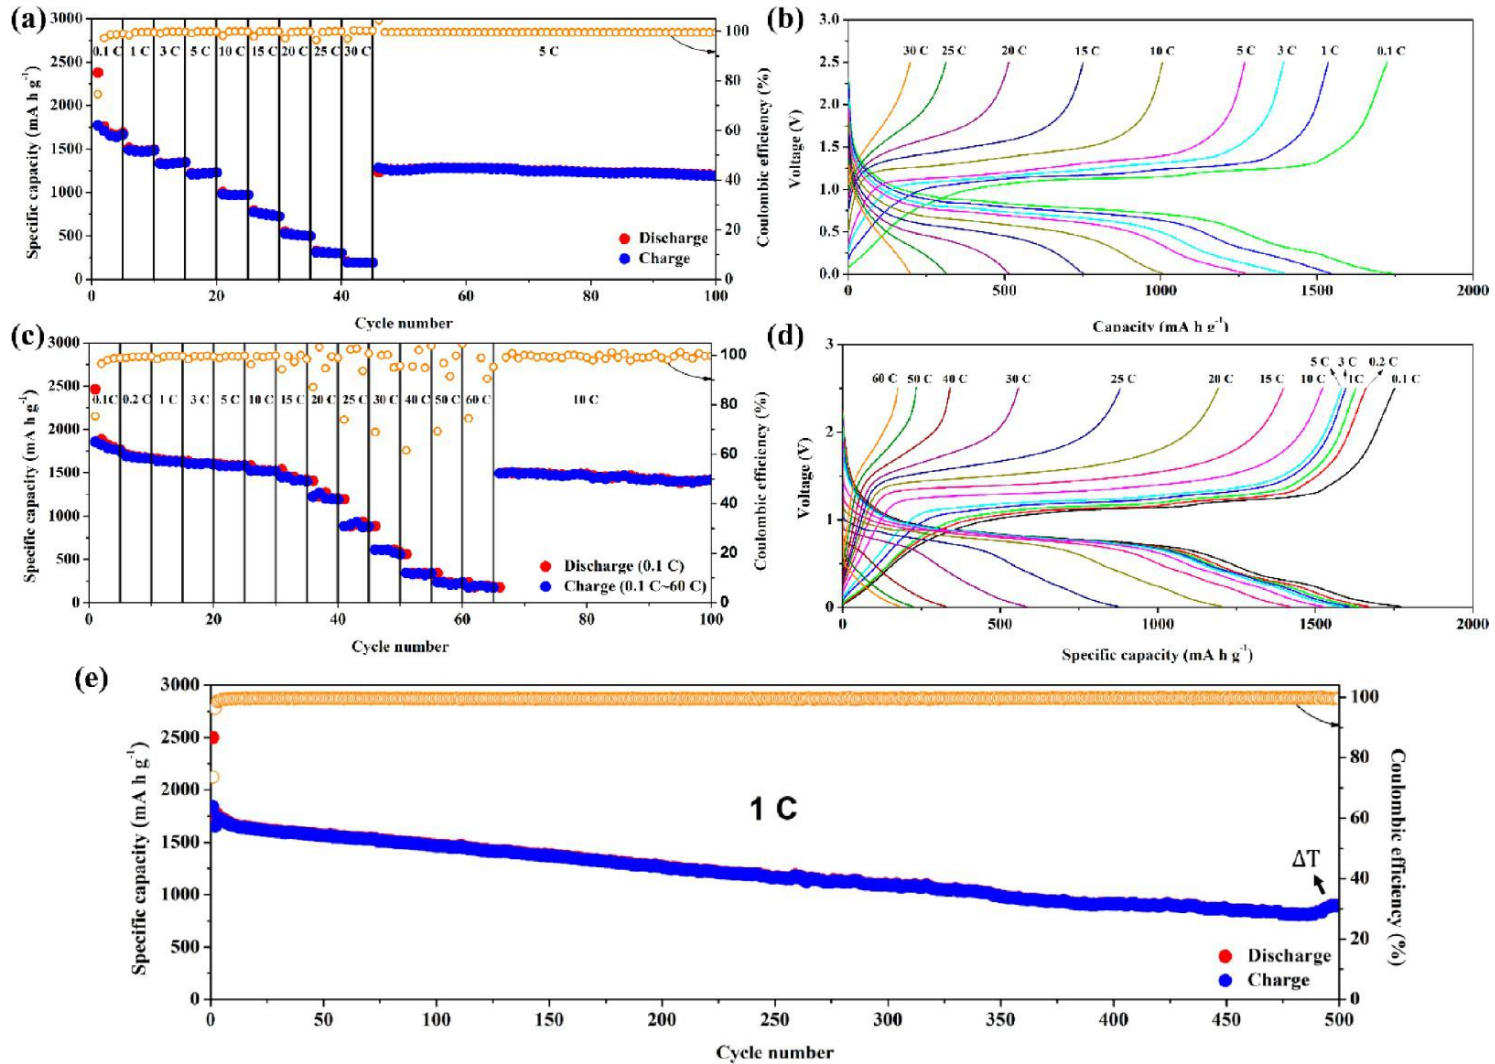 (a)
3000
2500
2000
1500
1000
500
0
Specific capacity (mA h g-1)
0.1 C 1 C 3 C 5 C 10 C 15 C 20 C 25 C 30 C 5 C
Discharge
Charge
100
80
60
40
20
0
Coulombic efficiency (%)
0 20 40 60 80 100
Cycle number
(b)
3.0
2.5
2.0
1.5
1.0
0.5
0.0
Voltage (V)
30 C 25 C 20 C 15 C 10 C 5 C 3 C 1 C 0.1 C
0 500 1000 1500 2000
Capacity (mA h g-1)
(c)
3000
2500
2000
1500
1000
500
0
Specific capacity (mA h g-1)
0.1C 0.2 C 1 C 3 C 5 C 10 C 15 C 20 C 25 C 30 C 40 C 50 C 60 C 10 C
Discharge (0.1 C)
Charge (0.1 C~60 C)
100
80
60
40
20
0
Coulombic efficiency (%)
0 20 40 60 80 100
Cycle number
(d)
3
2
1
0
Voltage (V)
60 C 50 C 40 C 30 C 25 C 20 C 15 C 10 C 5 C 3 C 1C 0.2 C 0.1 C
0 500 1000 1500 2000
Specific capacity (mA h g-1)
(e)
3000
2500
2000
1500
1000
500
0
Specific capacity (mA h g-1)
1 C
ΔT
Discharge
Charge
100
80
60
40
20
0
Coulombic efficiency (%)
0 50 100 150 200 250 300 350 400 450 500
Cycle number